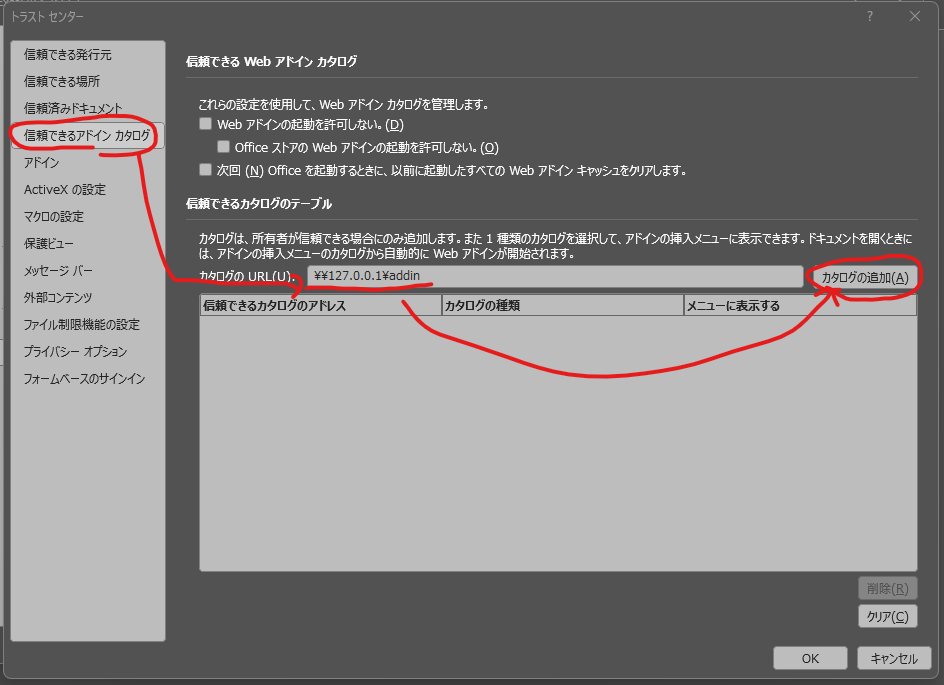 トラスト センター
?
信頼できる発行元
信頼できる場所
信頼済みドキュメント
信頼できるアドイン カタログ
アドイン
ActiveX の設定
マクロの設定
保護ビュー
メッセージ バー
外部コンテンツ
ファイル制限機能の設定
プライバシー オプション
フォームベースのサインイン
信頼できる Web アドイン カタログ
これらの設定を使用して、Web アドイン カタログを管理します。
Web アドインの起動を許可しない。(D)
Office ストアの Web アドインの起動を許可しない。(O)
次回 (N) Office を起動するときに、以前に起動したすべての Web アドイン キャッシュをクリアします。
信頼できるカタログのテーブル
カタログは、所有者が信頼できる場合にのみ追加します。また 1 種類のカタログを選択して、アドインの挿入メニューに表示できます。ドキュメントを開くときに
は、アドインの挿入メニューのカタログから自動的に Web アドインが開始されます。
カタログの URL(U): ¥¥127.0.0.1¥addin カタログの追加(A)
信頼できるカタログのアドレス カタログの種類 メニューに表示する
削除(R)
クリア(C)
OK キャンセル